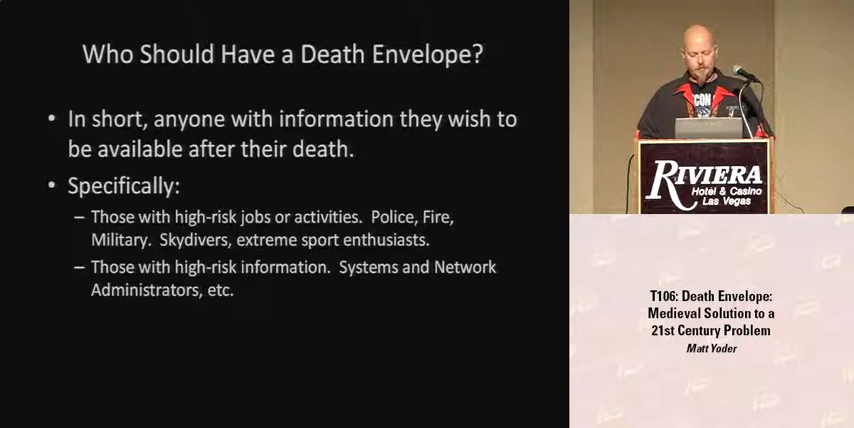 Who Should Have a Death Envelope?
• In short, anyone with information they wish to
be available after their death.
• Specifically:
– Those with high-risk jobs or activities.  Police, Fire,
Military.  Skydivers, extreme sport enthusiasts.
– Those with high-risk information.  Systems and Network
Administrators, etc.
CON
RIVIERA
Hotel & Casino
Las Vegas
T106: Death Envelope:
Medieval Solution to a
21st Century Problem
Matt Yoder